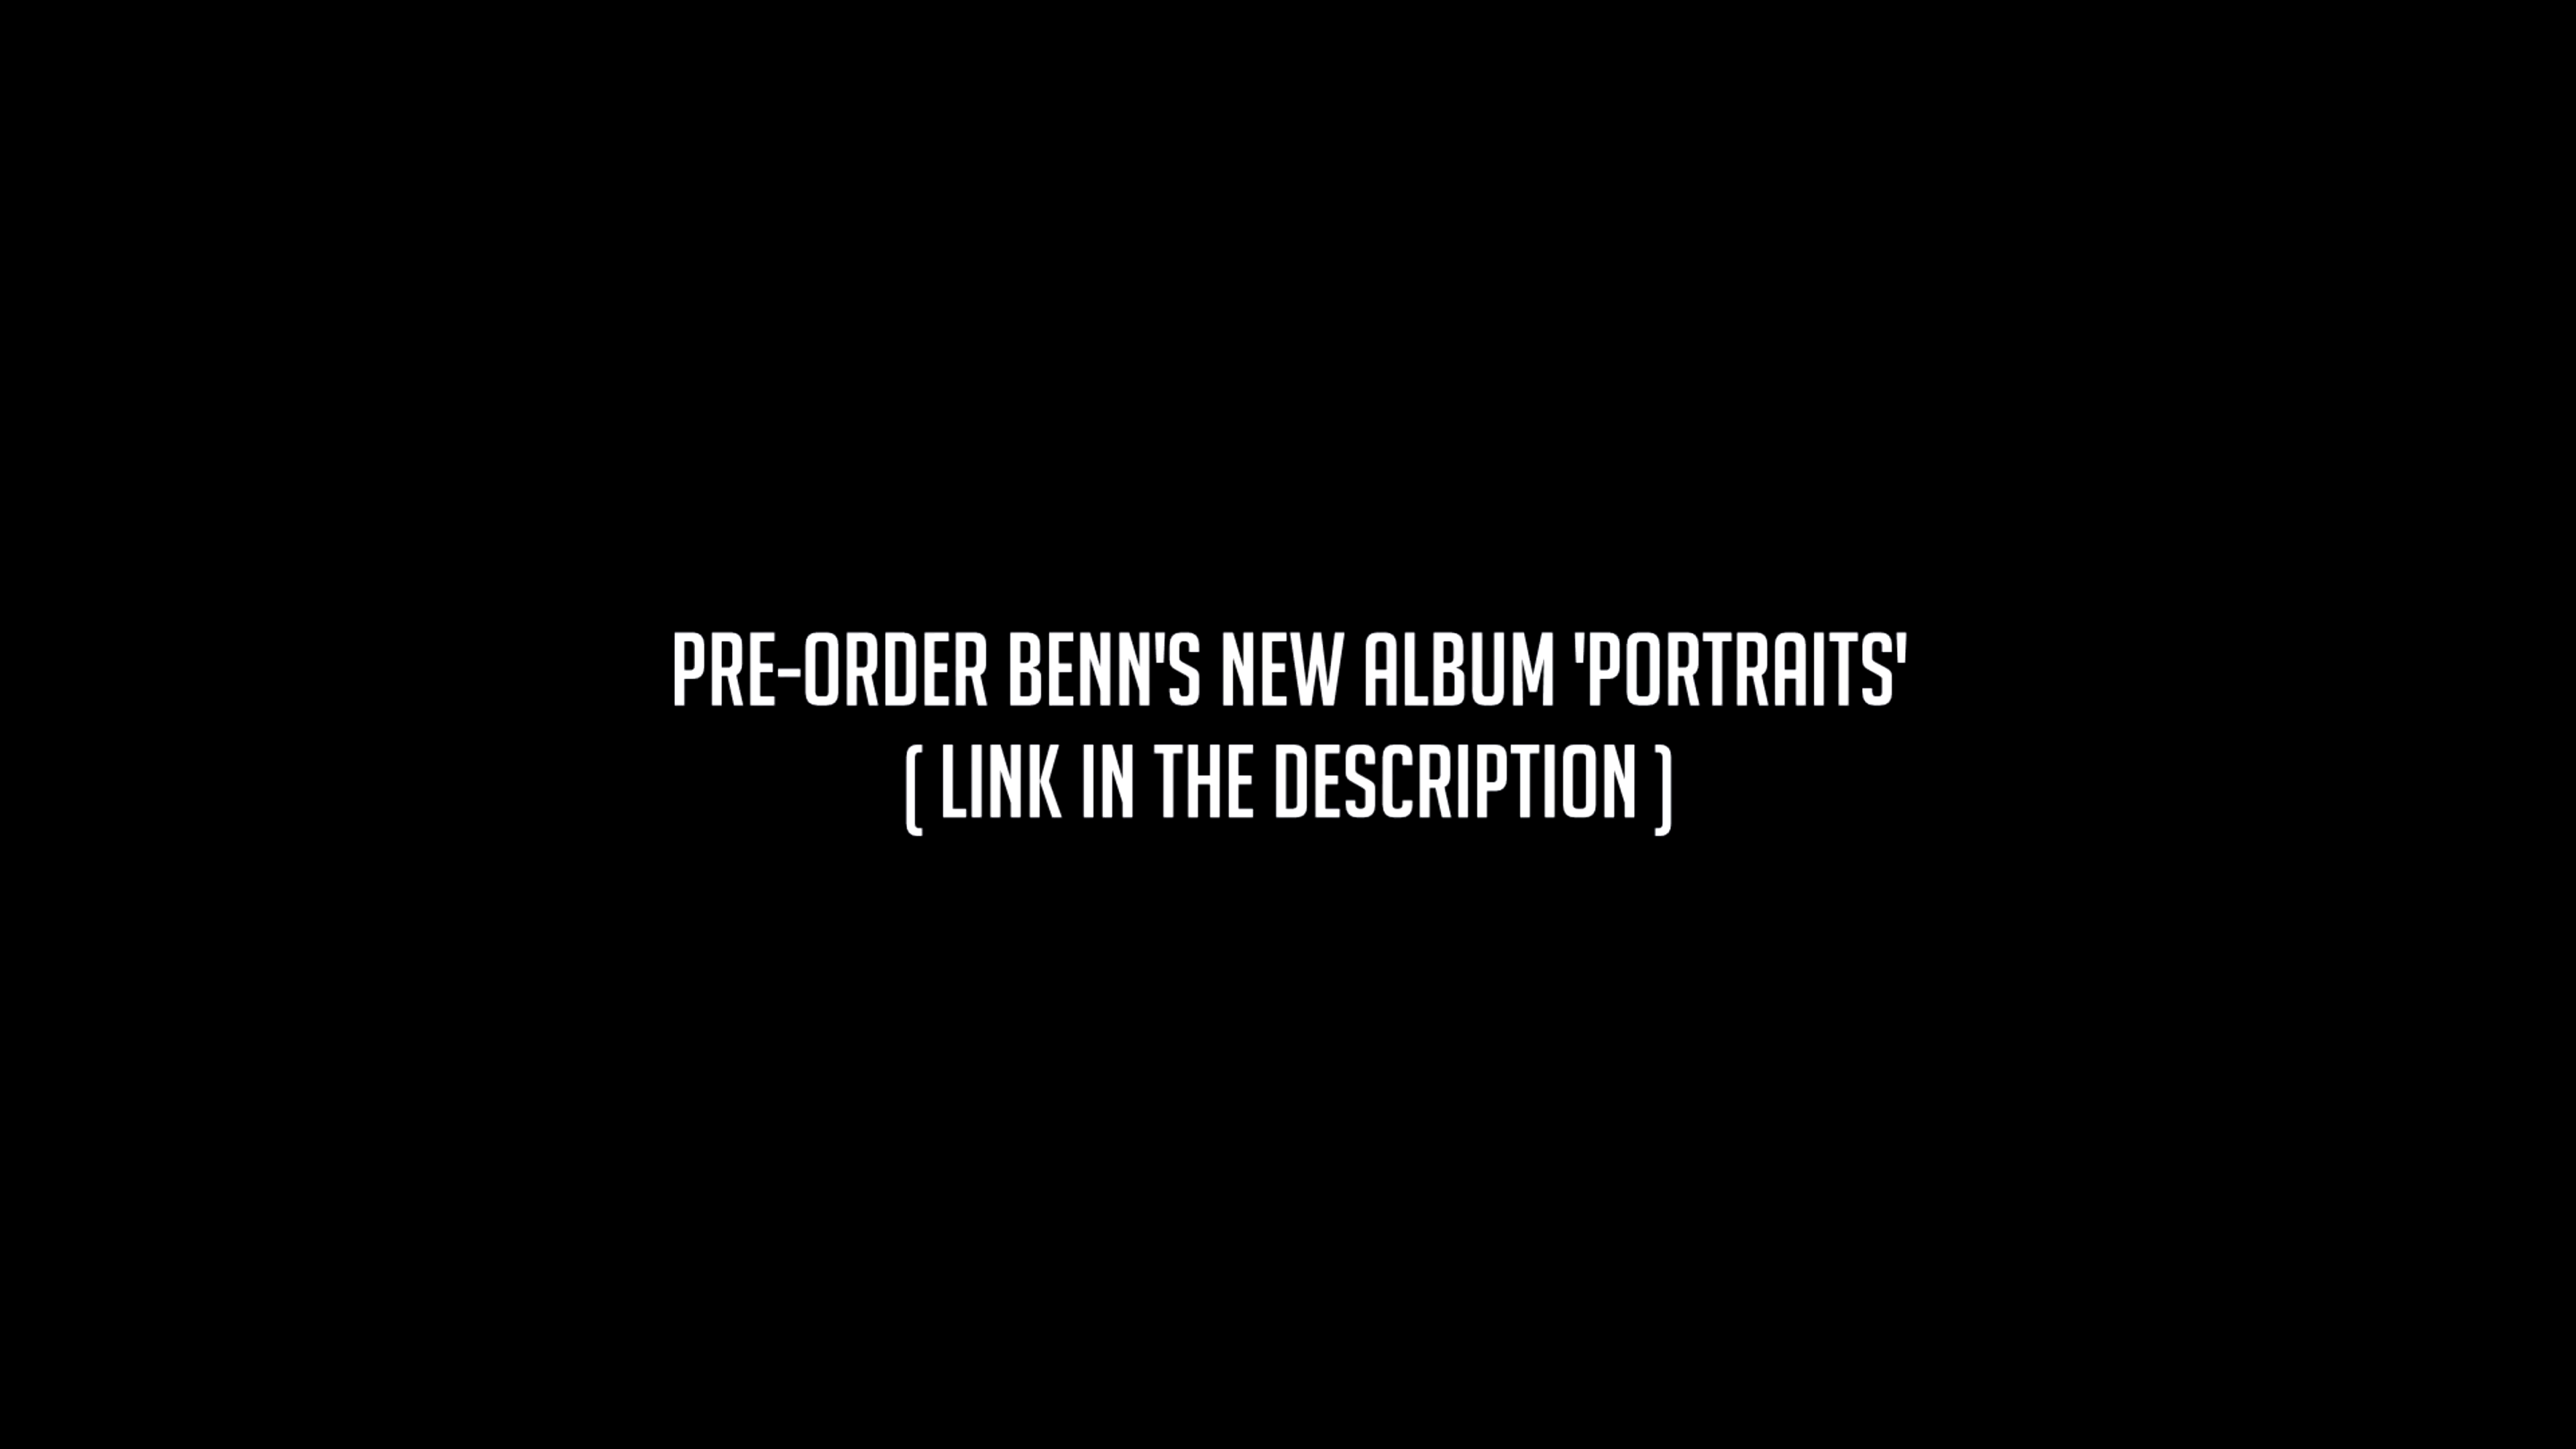 PRE-ORDER BENN'S NEW ALBUM 'PORTRAITS'
( LINK IN THE DESCRIPTION )